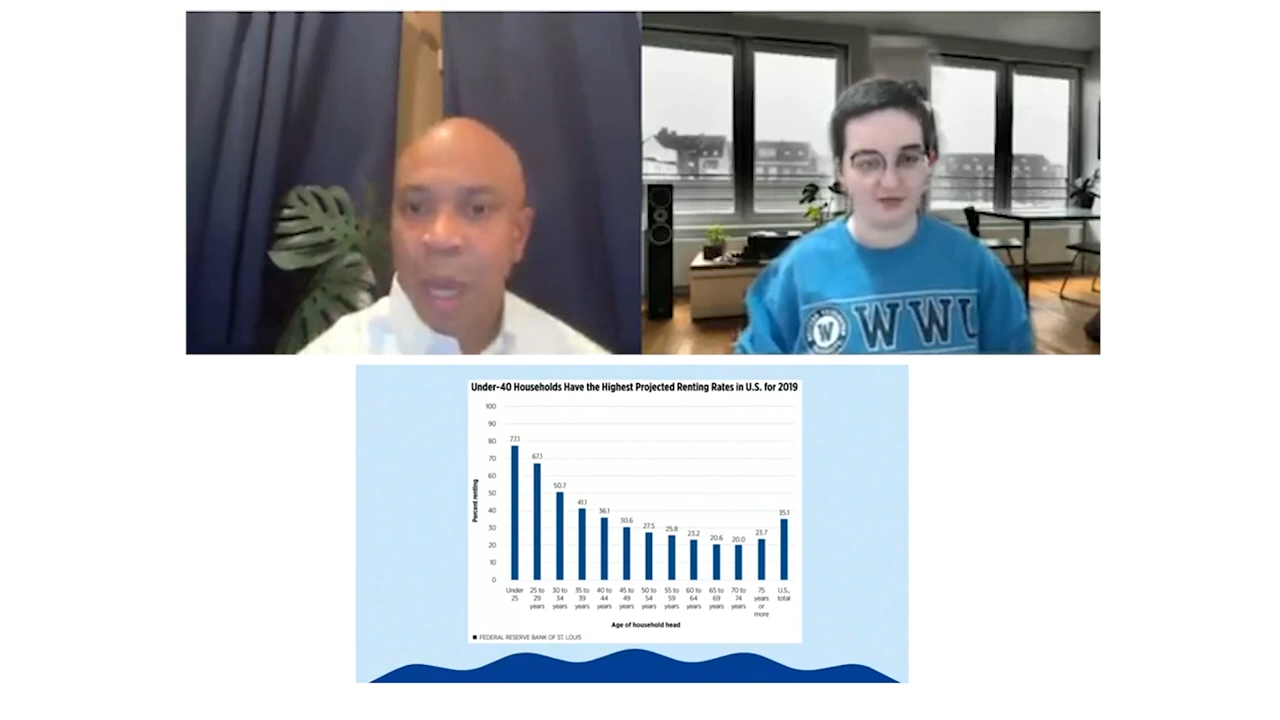 W
WWU
Under-40 Households Have the Highest Projected Renting Rates in U.S. for 2019
100
90
80
70
60
50
40
30
20
10
0
Percent renting
77.1
67.1
50.7
41.1
36.1
30.6
27.5
25.8
23.2
20.6
20.0
23.7
35.1
Under 25
25 to 29 years
30 to 34 years
35 to 39 years
40 to 44 years
45 to 49 years
50 to 54 years
55 to 59 years
60 to 64 years
65 to 69 years
70 to 74 years
75 years or more
U.S., total
Age of household head
FEDERAL RESERVE BANK OF ST. LOUIS